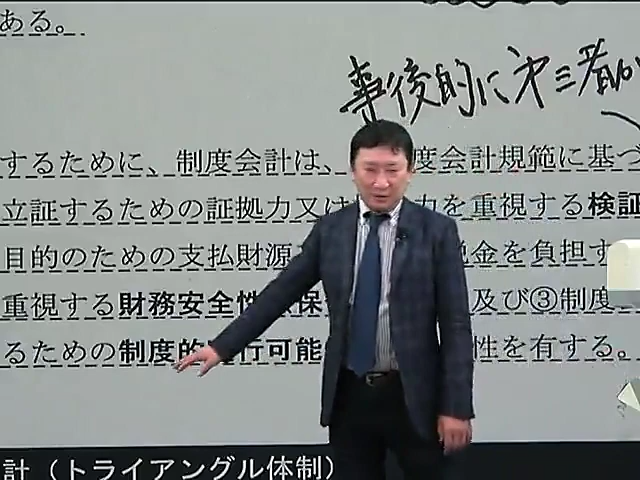 ある。
事後的に第三者が
するために、制度会計は、 度会計規範に基づ
立証するための証拠力又は 力を重視する検証
目的のための支払財源 税金を負担す
重視する財務安全性 保 及び③制度
るための制度的 行可能 性を有する。
計(トライアングル体制)